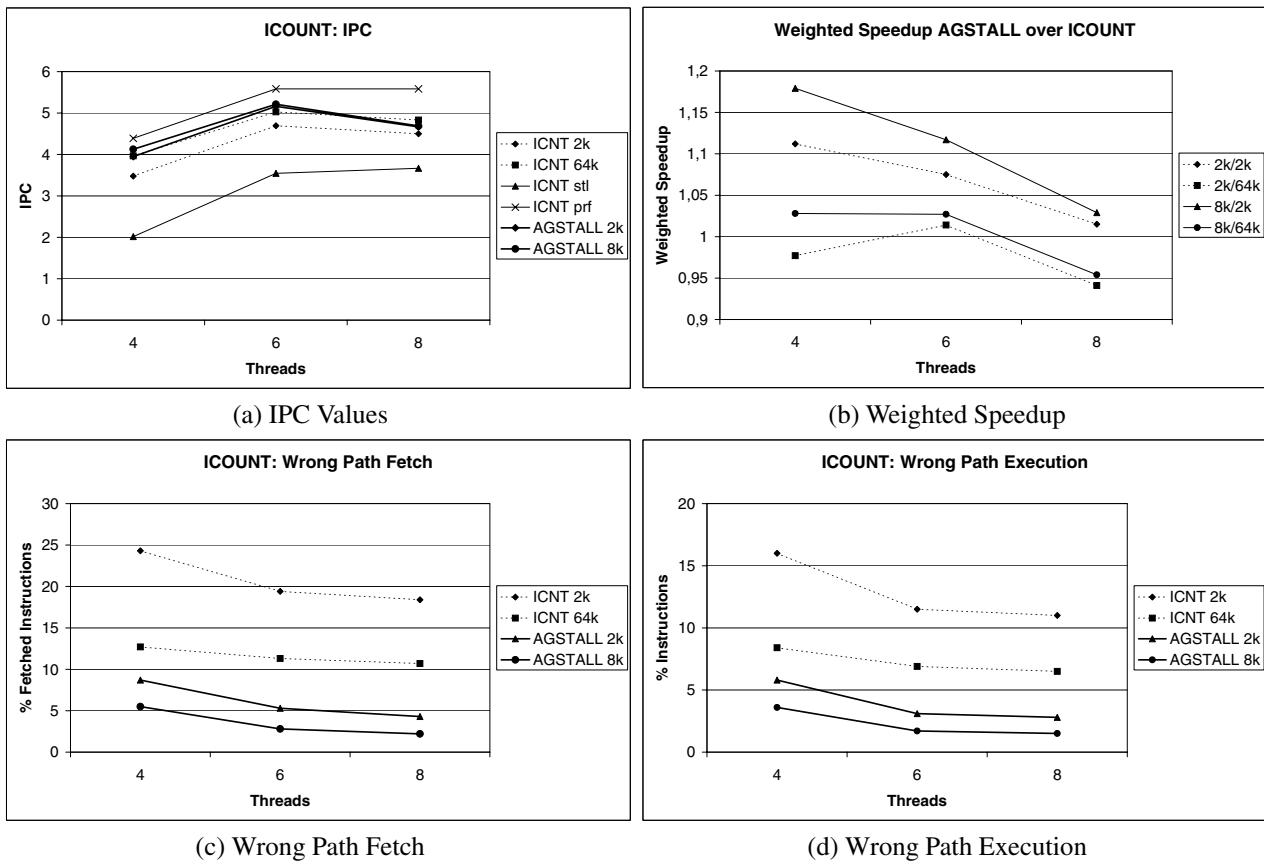 ICOUNT: IPC
6
5
4
3
2
1
0
IPC
4 6 8
Threads
ICNT 2k
ICNT 64k
ICNT stl
ICNT prf
AGSTALL 2k
AGSTALL 8k
(a) IPC Values
Weighted Speedup AGSTALL over ICOUNT
1,2
1,15
1,1
1,05
1
0,95
0,9
Weighted Speedup
4 6 8
Threads
2k/2k
2k/64k
8k/2k
8k/64k
(b) Weighted Speedup
ICOUNT: Wrong Path Fetch
30
25
20
15
10
5
0
% Fetched Instructions
4 6 8
Threads
ICNT 2k
ICNT 64k
AGSTALL 2k
AGSTALL 8k
(c) Wrong Path Fetch
ICOUNT: Wrong Path Execution
20
15
10
5
0
% Instructions
4 6 8
Threads
ICNT 2k
ICNT 64k
AGSTALL 2k
AGSTALL 8k
(d) Wrong Path Execution